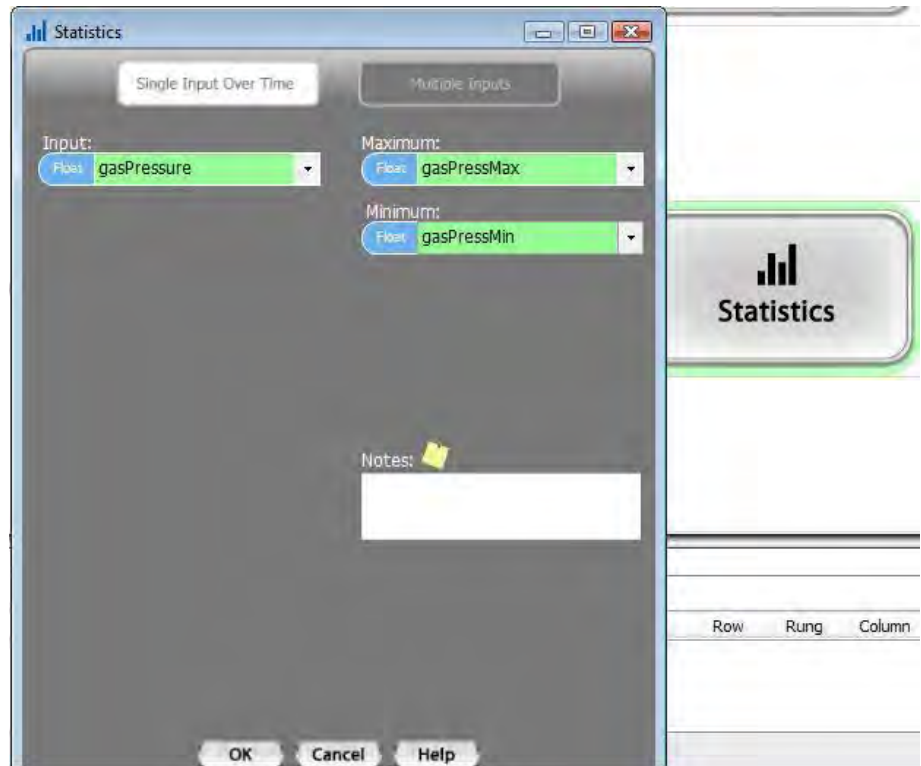 Statistics
Single Input Over Time
Multiple Inputs
Input:
Float gasPressure
Maximum:
Float gasPressMax
Minimum:
Float gasPressMin
Notes:
OK Cancel Help
Statistics
Row Rung Column